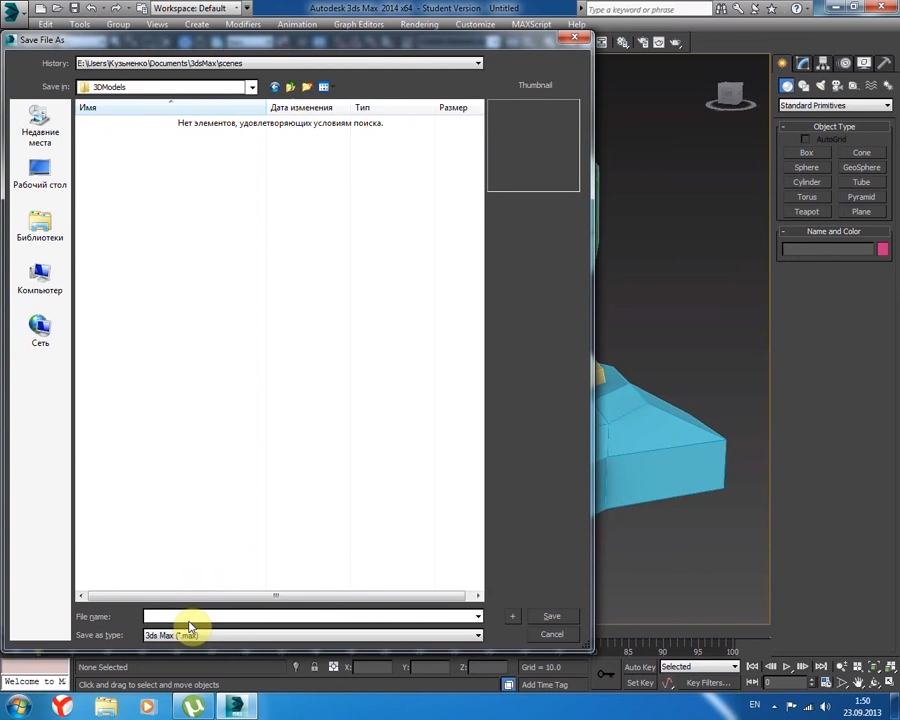 Workspace: Default
Autodesk 3ds Max 2014 x64 - Student Version Untitled
Type a keyword or phrase
Edit Tools Group Views Create Modifiers Animation Graph Editors Rendering Customize MAXScript Help
Save File As
History: E:\Users\Кузьменко\Documents\3dsMax\scenes
Save in: 3DModels
Thumbnail
Имя Дата изменения Тип Размер
Нет элементов, удовлетворяющих условиям поиска.
Недавние места
Рабочий стол
Библиотеки
Компьютер
Сеть
File name:
Save
Save as type: 3ds Max (*.max)
Cancel
Standard Primitives
- Object Type
AutoGrid
Box Cone
Sphere GeoSphere
Cylinder Tube
Torus Pyramid
Teapot Plane
- Name and Color
85 90 95 100
None Selected
X: Y: Z:
Grid = 10.0
Auto Key Selected
Welcome to M
Click and drag to select and move objects
Add Time Tag
Set Key Key Filters...
0
EN
1:50
23.09.2013